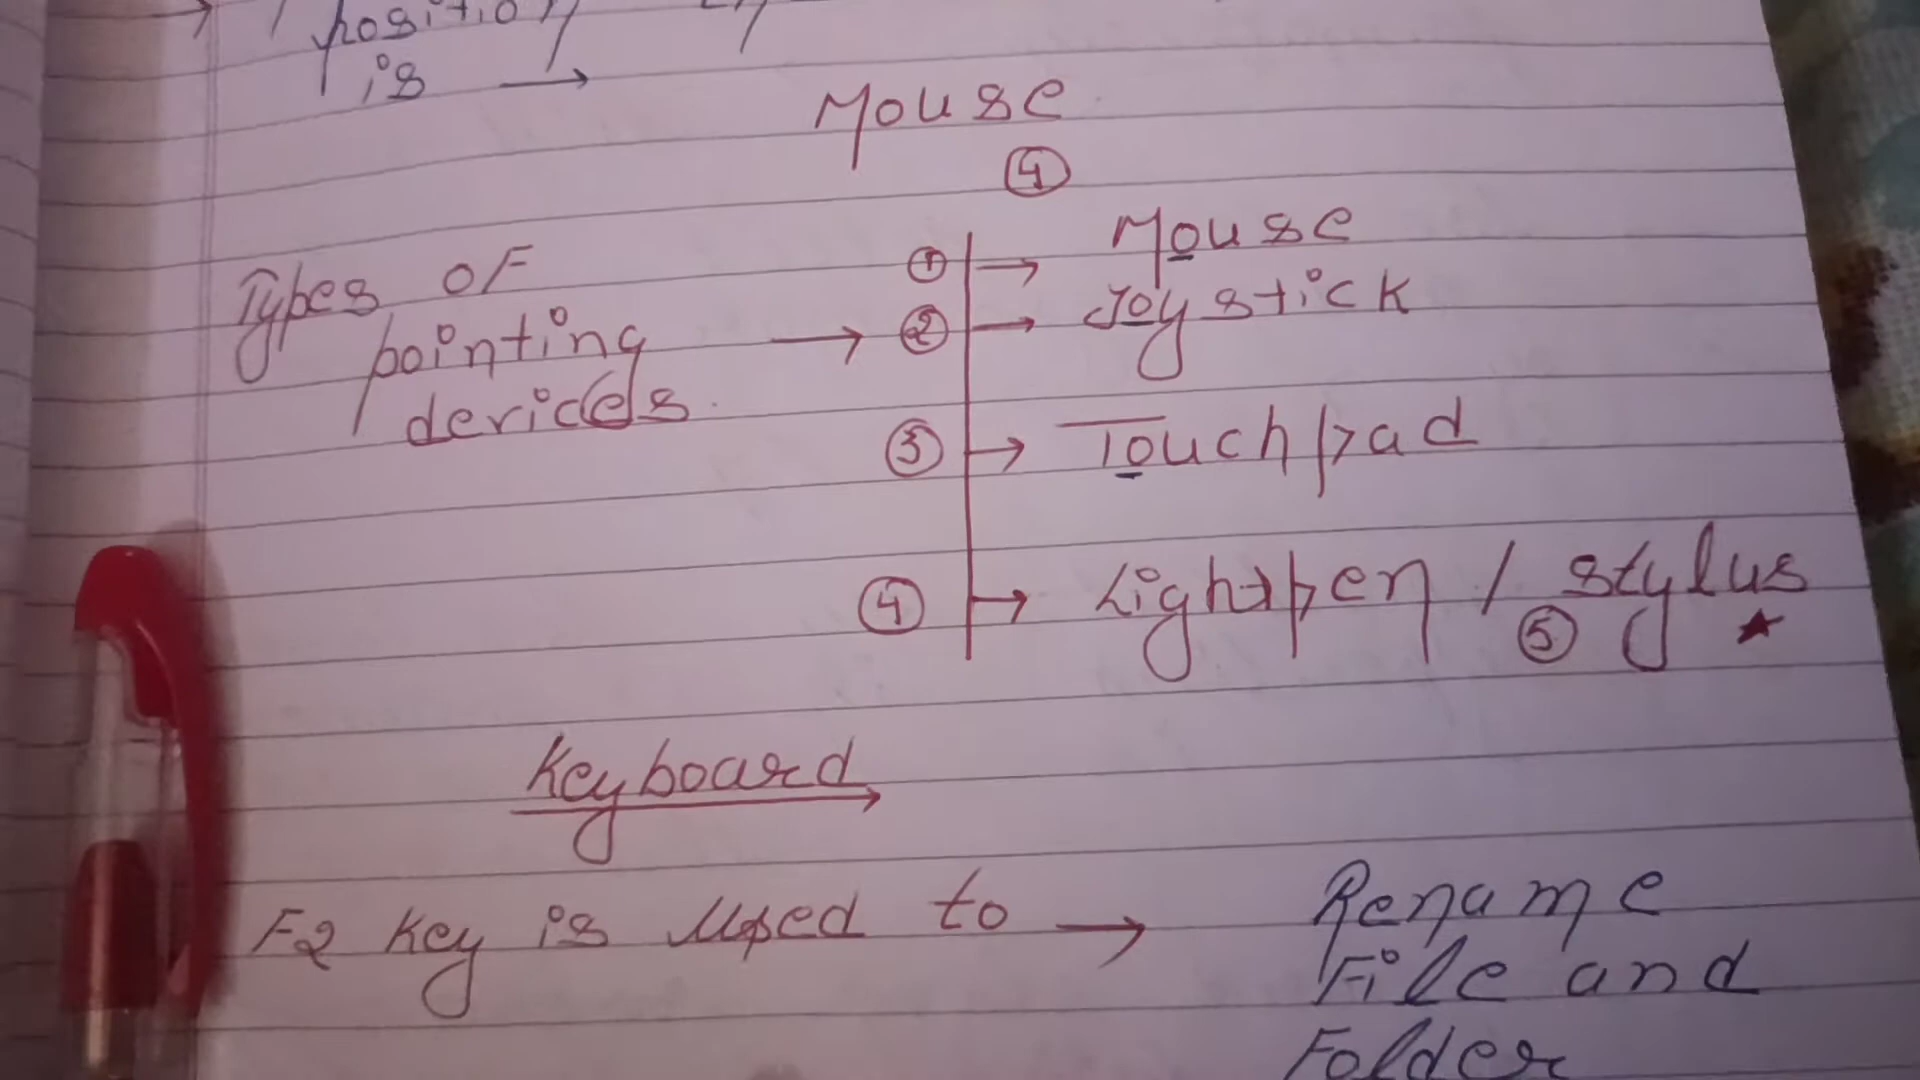 position
is →
Mouse
④
Types of
pointing
devices
→
① → Mouse
② → Joystick
③ → Touchpad
④ → Lightpen / stylus
⑤ ★
Keyboard
F2 key is used to → Rename
File and
Folder